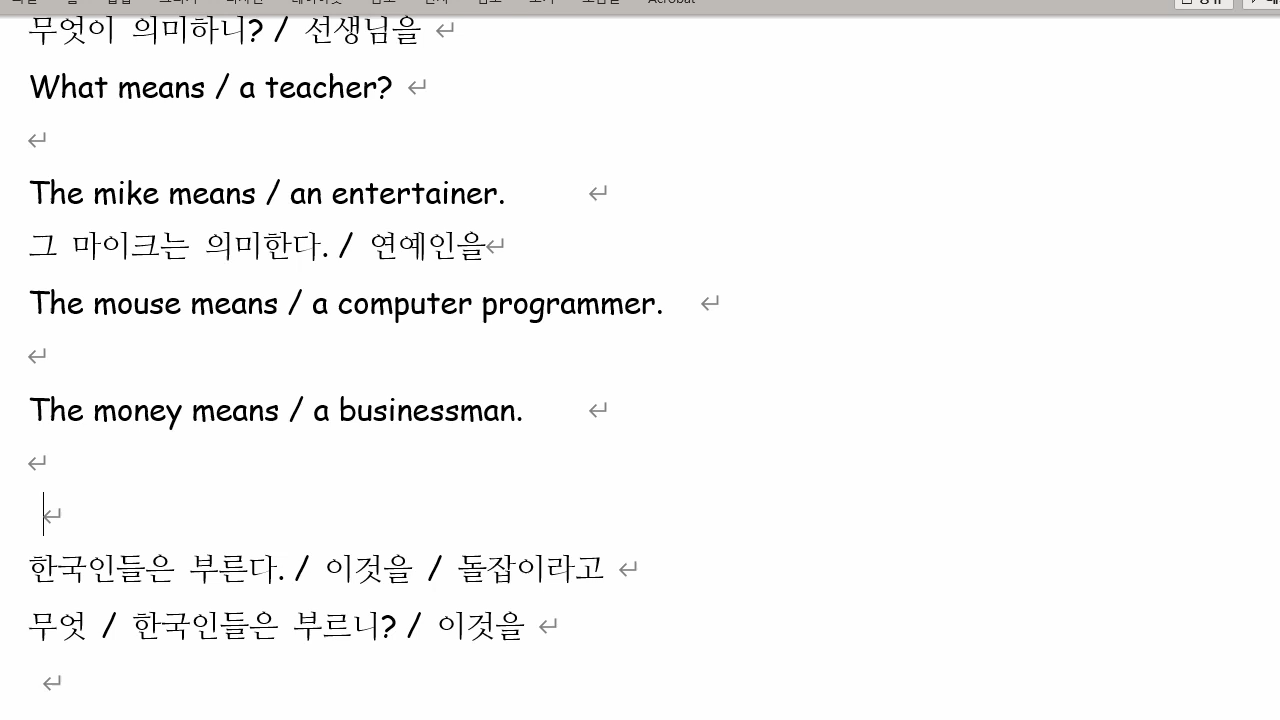 Acrobat
무엇이 의미하니? / 선생님을 ↵
What means / a teacher? ↵
↵
The mike means / an entertainer. ↵
그 마이크는 의미한다. / 연예인을↵
The mouse means / a computer programmer. ↵
↵
The money means / a businessman. ↵
↵
↵
한국인들은 부른다. / 이것을 / 돌잡이라고 ↵
무엇 / 한국인들은 부르니? / 이것을 ↵
↵